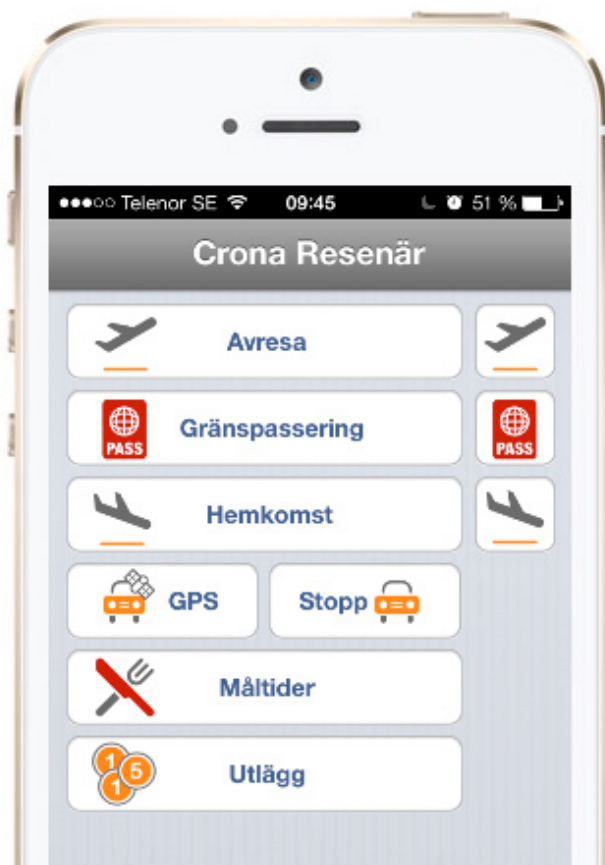 Telenor SE 09:45 51 %
Crona Resenär
Avresa
PASS Gränspassering PASS
Hemkomst
GPS Stopp
Måltider
1 5 1 Utlägg